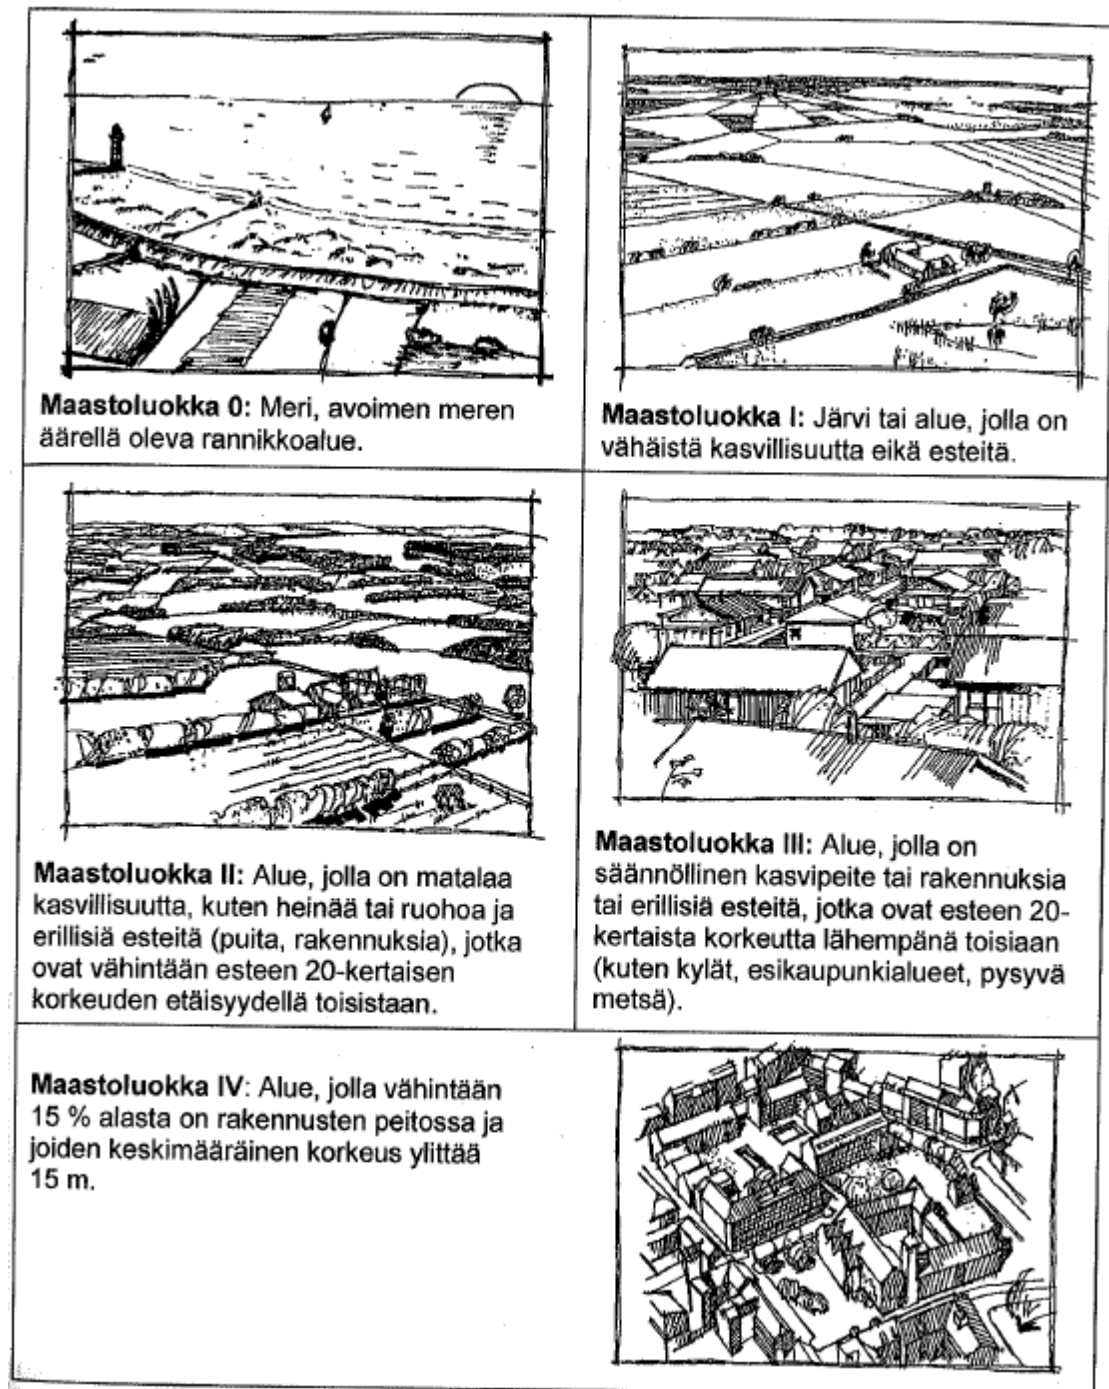 Maastoluokka 0: Meri, avoimen meren
äärellä oleva rannikkoalue.
Maastoluokka I: Järvi tai alue, jolla on
vähäistä kasvillisuutta eikä esteitä.
Maastoluokka II: Alue, jolla on matalaa
kasvillisuutta, kuten heinää tai ruohoa ja
erillisiä esteitä (puita, rakennuksia), jotka
ovat vähintään esteen 20-kertaisen
korkeuden etäisyydellä toisistaan.
Maastoluokka III: Alue, jolla on
säännöllinen kasvipeite tai rakennuksia
tai erillisiä esteitä, jotka ovat esteen 20-
kertaista korkeutta lähempänä toisiaan
(kuten kylät, esikaupunkialueet, pysyvä
metsä).
Maastoluokka IV: Alue, jolla vähintään
15 % alasta on rakennusten peitossa ja
joiden keskimääräinen korkeus ylittää
15 m.